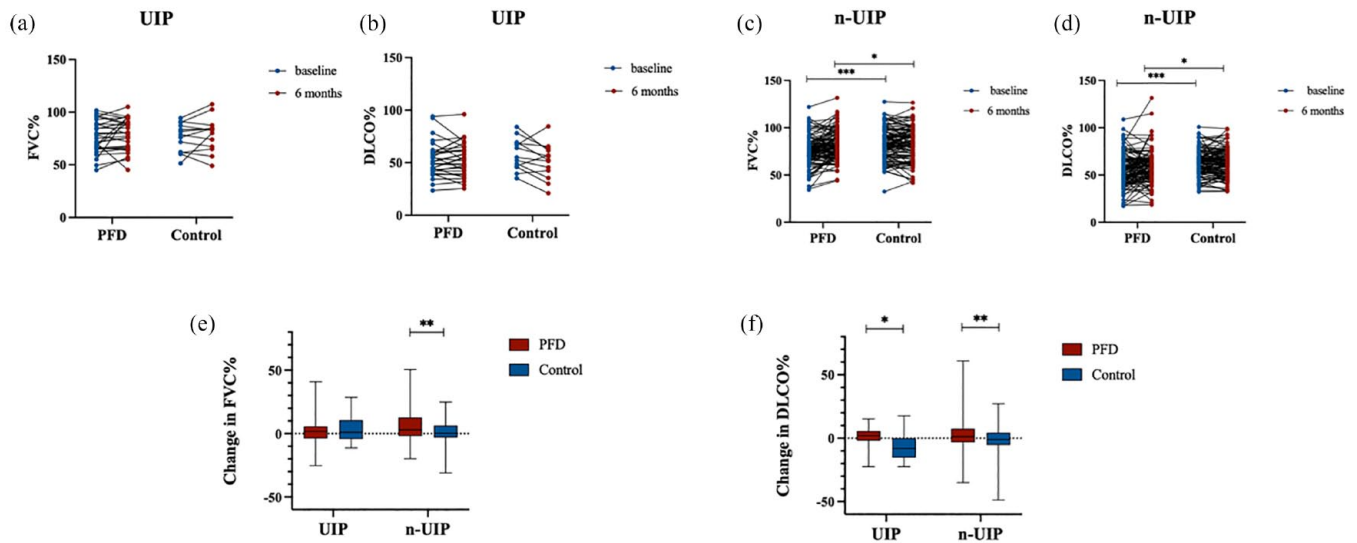 (a)
UIP
FVC%
150
100
50
0
PFD
Control
baseline
6 months
(b)
UIP
DLCO%
150
100
50
0
PFD
Control
baseline
6 months
(c)
n-UIP
FVC%
150
100
50
0
***
*
PFD
Control
baseline
6 months
(d)
n-UIP
DLCO%
150
100
50
0
***
*
PFD
Control
baseline
6 months
(e)
Change in FVC%
50
0
-50
**
UIP
n-UIP
PFD
Control
(f)
Change in DLCO%
50
0
-50
*
**
UIP
n-UIP
PFD
Control